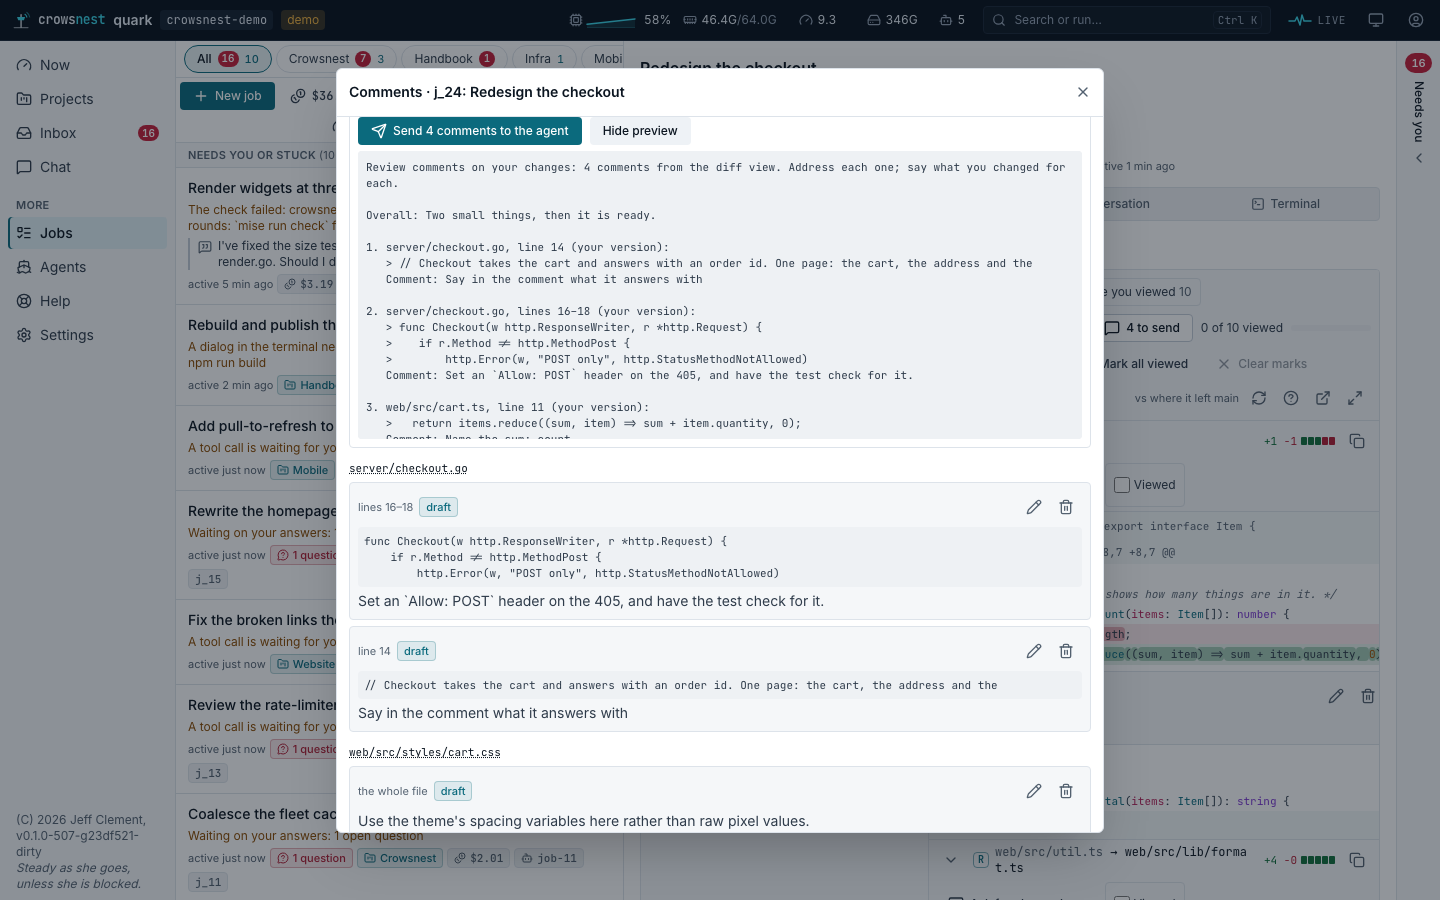 crowsnest quark crowsnest-demo demo 58% 46.4G/64.0G 9.3 346G 5 Search or run... Ctrl K LIVE
Now
Projects
Inbox 16
Chat
MORE
Jobs
Agents
Help
Settings
(C) 2026 Jeff Clement,
v0.1.0-507-g23df521-
dirty
Steady as she goes,
unless she is blocked.
All 16 10 Crowsnest 7 3 Handbook 1 Infra 1 Mobi
New job $36
NEEDS YOU OR STUCK (10
Render widgets at thre
The check failed: crowsne
rounds: `mise run check` f
I've fixed the size tes
render.go. Should I d
active 5 min ago $3.19
Rebuild and publish th
A dialog in the terminal ne
npm run build
active 2 min ago Handb
Add pull-to-refresh to
A tool call is waiting for yo
active just now Mobile
Rewrite the homepage
Waiting on your answers:
active just now 1 questio
j_15
Fix the broken links th
A tool call is waiting for yo
active just now Website
Review the rate-limiter
A tool call is waiting for yo
active just now 1 questi
j_13
Coalesce the fleet cac
Waiting on your answers: 1 open question
active just now 1 question Crowsnest $2.01 job-11
j_11
Redesign the checkout
Comments · j_24: Redesign the checkout
Send 4 comments to the agent Hide preview
Review comments on your changes: 4 comments from the diff view. Address each one; say what you changed for
each.
Overall: Two small things, then it is ready.
1. server/checkout.go, line 14 (your version):
> // Checkout takes the cart and answers with an order id. One page: the cart, the address and the
Comment: Say in the comment what it answers with
2. server/checkout.go, lines 16–18 (your version):
> func Checkout(w http.ResponseWriter, r *http.Request) {
> if r.Method != http.MethodPost {
> http.Error(w, "POST only", http.StatusMethodNotAllowed)
Comment: Set an `Allow: POST` header on the 405, and have the test check for it.
3. web/src/cart.ts, line 11 (your version):
> return items.reduce((sum, item) => sum + item.quantity, 0);
Comment: Name the sum: count
server/checkout.go
lines 16–18 draft
func Checkout(w http.ResponseWriter, r *http.Request) {
if r.Method != http.MethodPost {
http.Error(w, "POST only", http.StatusMethodNotAllowed)
Set an `Allow: POST` header on the 405, and have the test check for it.
line 14 draft
// Checkout takes the cart and answers with an order id. One page: the cart, the address and the
Say in the comment what it answers with
web/src/styles/cart.css
the whole file draft
Use the theme's spacing variables here rather than raw pixel values.
tive 1 min ago
ersation Terminal
e you viewed 10
4 to send 0 of 10 viewed
Mark all viewed Clear marks
vs where it left main
+1 -1
Viewed
export interface Item {
8,7 +8,7 @@
shows how many things are in it. */
unt(items: Item[]): number {
gth;
uce((sum, item) => sum + item.quantity, 0)
tal(items: Item[]): string {
R web/src/util.ts → web/src/lib/forma
t.ts
+4 -0
16
Needs you